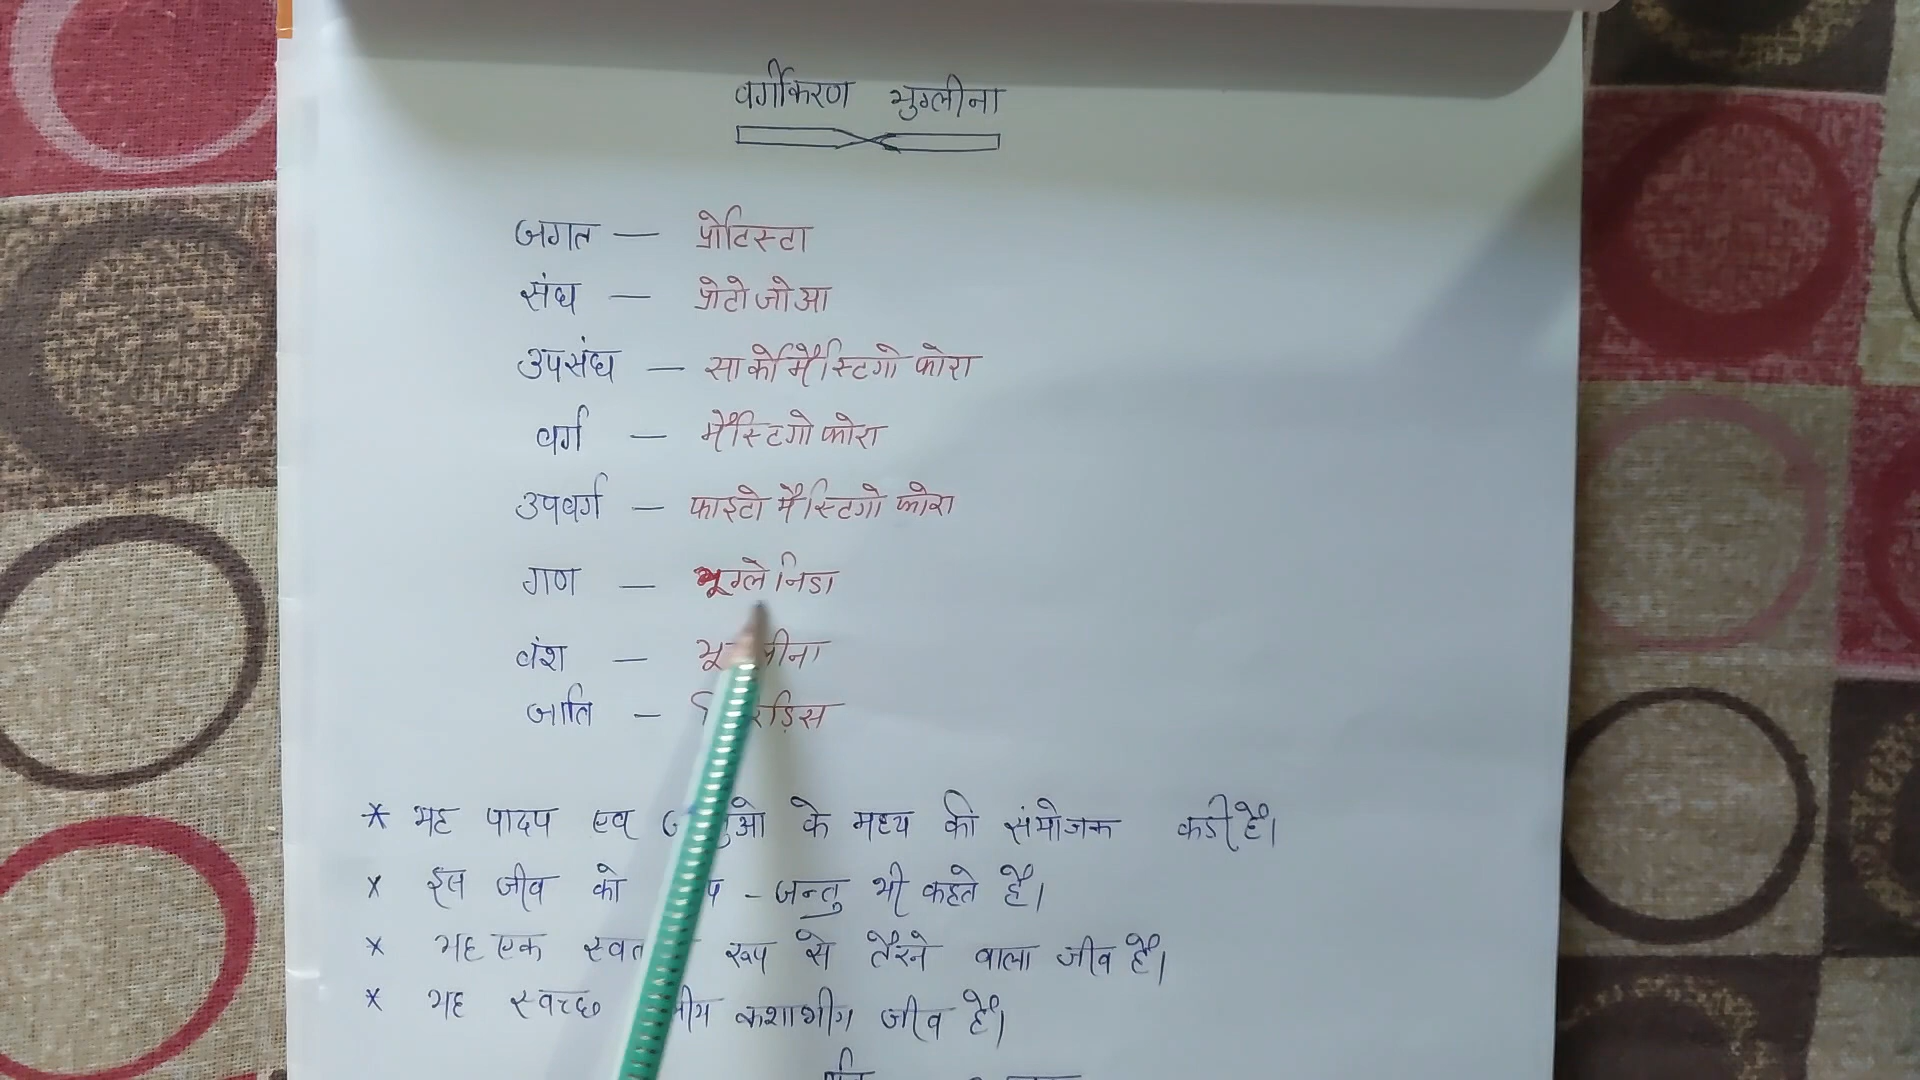 वर्गीकरण युग्लीना
जगत — प्रोटिस्टा
संघ — प्रोटोजोआ
उपसंघ — सार्कोमैस्टिगोफोरा
वर्ग — मैस्टिगोफोरा
उपवर्ग — फाइटोमैस्टिगोफोरा
गण — यूग्लेनिडा
वंश —
जाति —
* यह पादप एव के मध्य की संयोजक कडी है।
* इस जीव को - जन्तु भी कहते है।
* यह एक रूप से तैरने वाला जीव है।
* यह स्वच्छ कशाभीय जीव है।